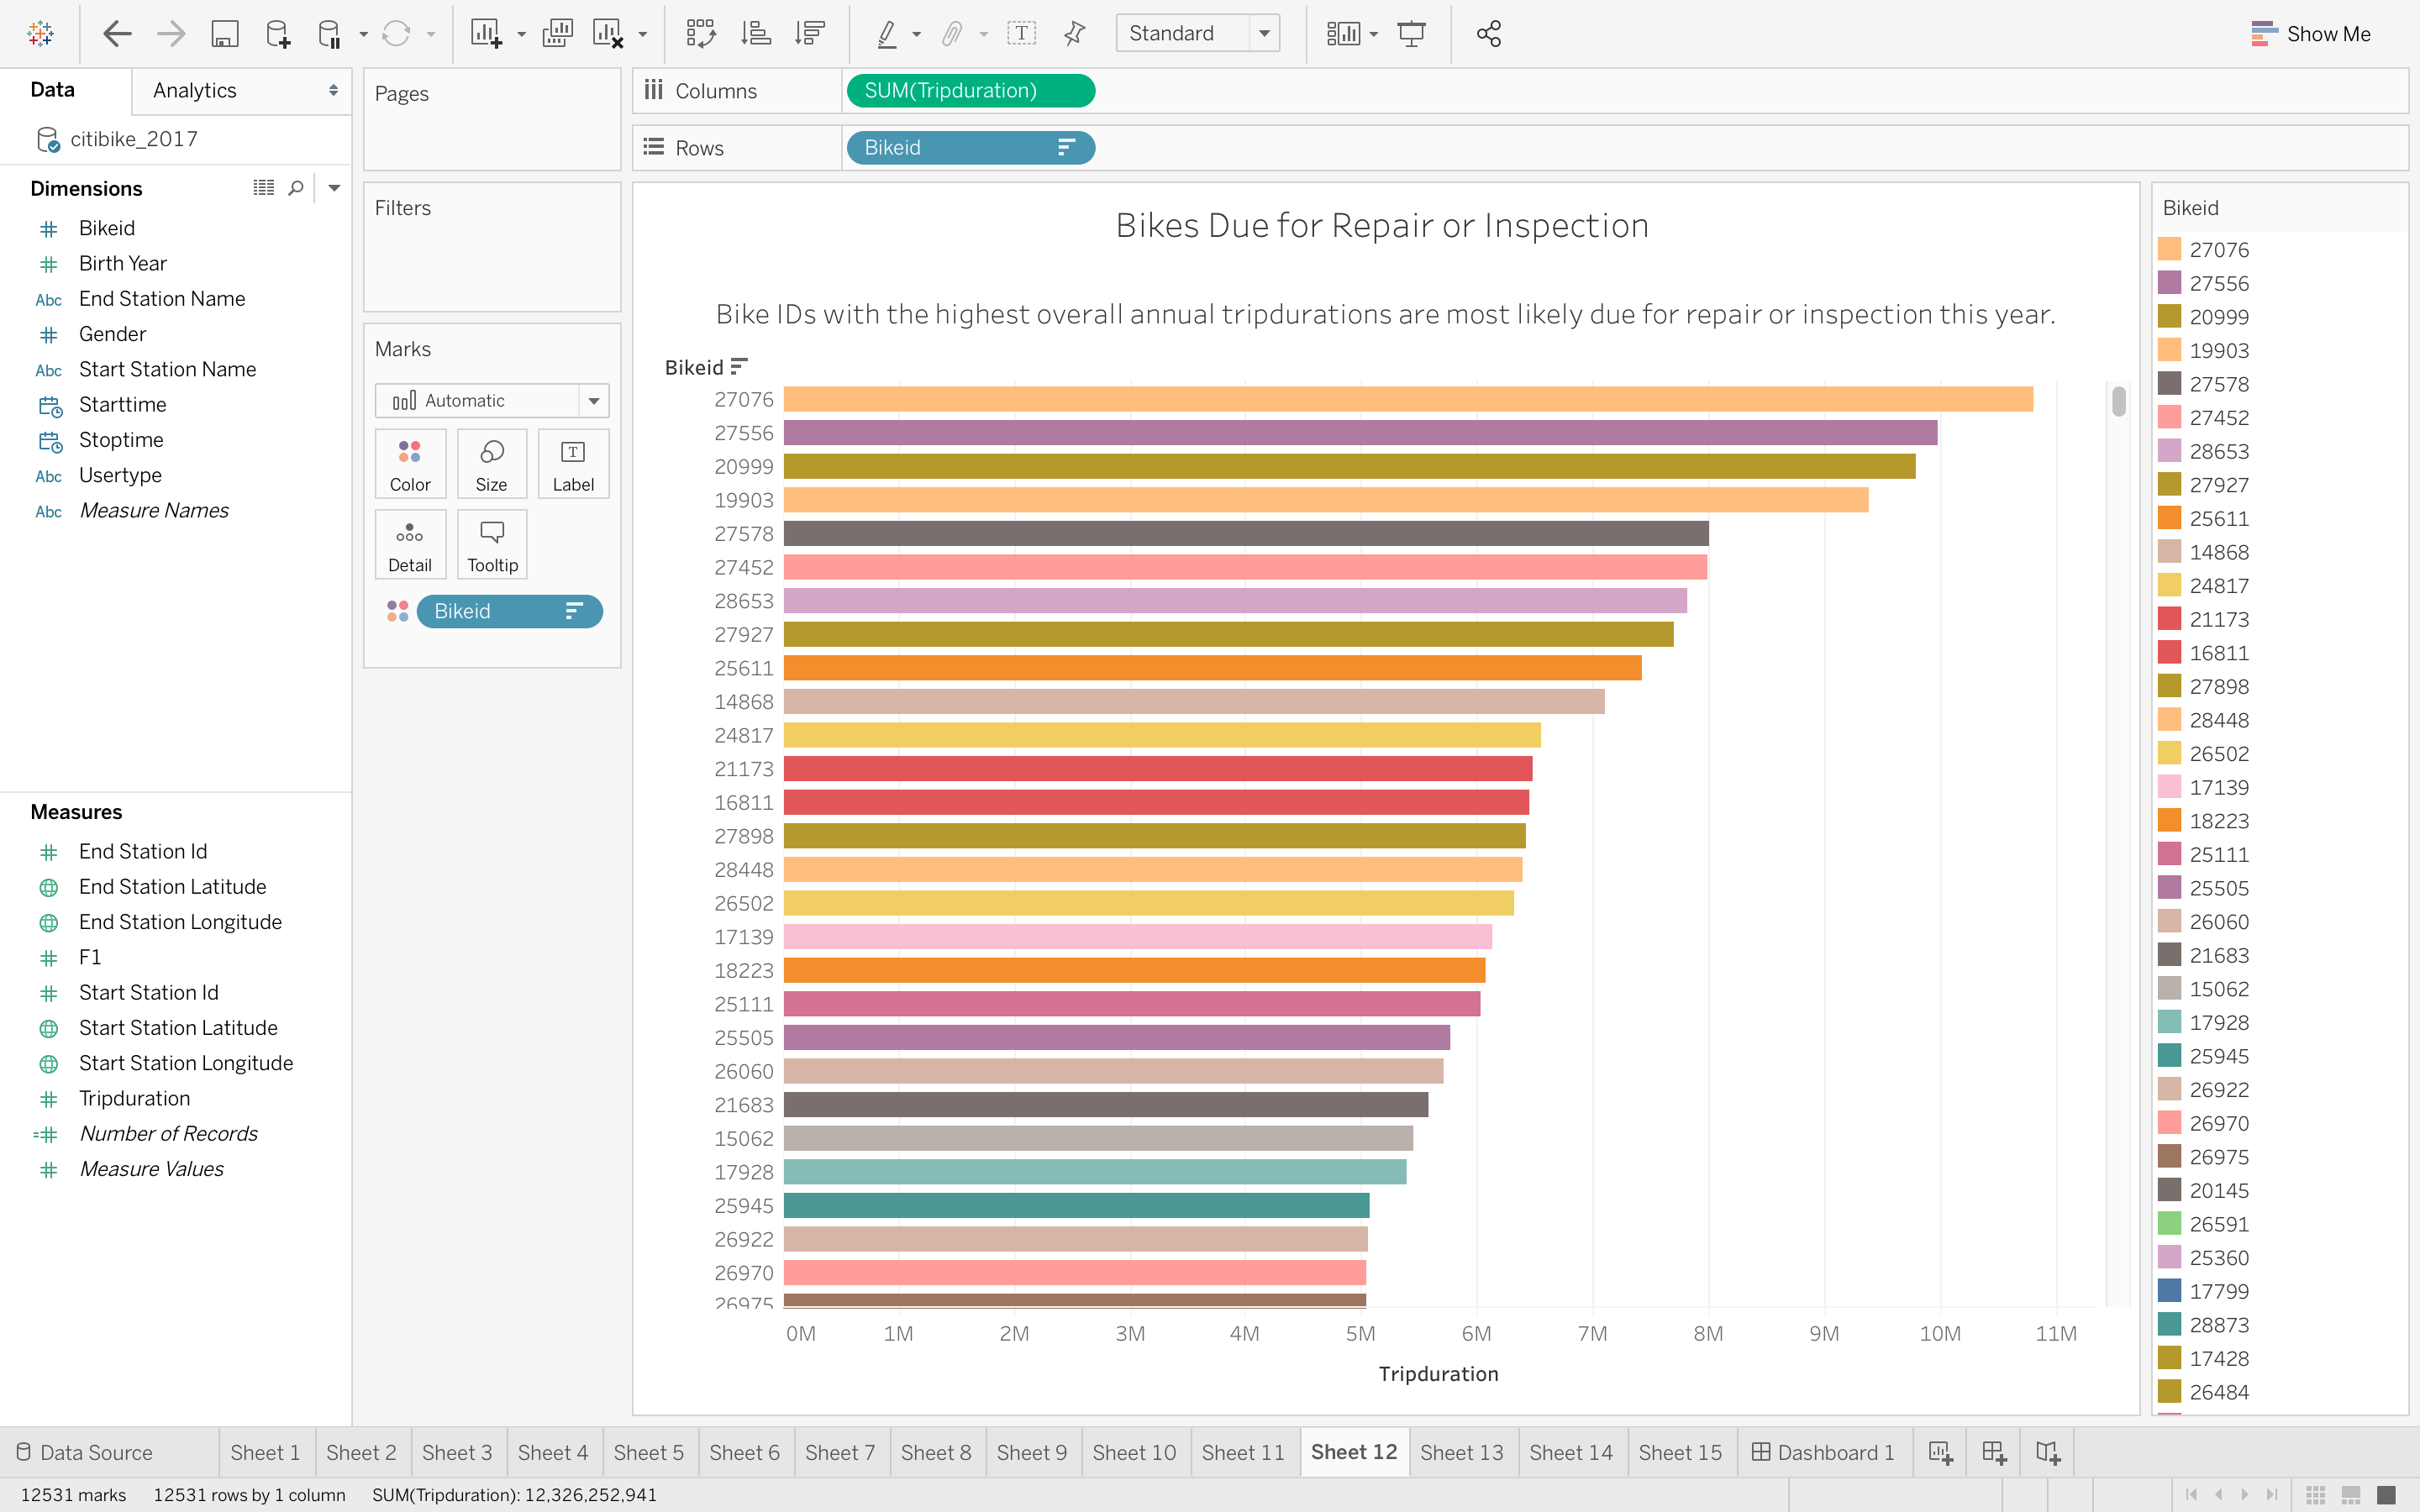 Standard
Show Me
Data
Analytics
citibike_2017
Dimensions
Bikeid
Birth Year
Abc End Station Name
Gender
Abc Start Station Name
Starttime
Stoptime
Abc Usertype
Abc Measure Names
Measures
End Station Id
End Station Latitude
End Station Longitude
F1
Start Station Id
Start Station Latitude
Start Station Longitude
Tripduration
Number of Records
Measure Values
Pages
Filters
Marks
Automatic
Color
Size
T
Label
Detail
Tooltip
Bikeid
Columns
SUM(Tripduration)
Rows
Bikeid
Bikes Due for Repair or Inspection
Bike IDs with the highest overall annual tripdurations are most likely due for repair or inspection this year.
Bikeid
27076
27556
20999
19903
27578
27452
28653
27927
25611
14868
24817
21173
16811
27898
28448
26502
17139
18223
25111
25505
26060
21683
15062
17928
25945
26922
26970
26975
0M 1M 2M 3M 4M 5M 6M 7M 8M 9M 10M 11M
Tripduration
Bikeid
27076
27556
20999
19903
27578
27452
28653
27927
25611
14868
24817
21173
16811
27898
28448
26502
17139
18223
25111
25505
26060
21683
15062
17928
25945
26922
26970
26975
20145
26591
25360
17799
28873
17428
26484
Data Source
Sheet 1
Sheet 2
Sheet 3
Sheet 4
Sheet 5
Sheet 6
Sheet 7
Sheet 8
Sheet 9
Sheet 10
Sheet 11
Sheet 12
Sheet 13
Sheet 14
Sheet 15
Dashboard 1
12531 marks
12531 rows by 1 column
SUM(Tripduration): 12,326,252,941